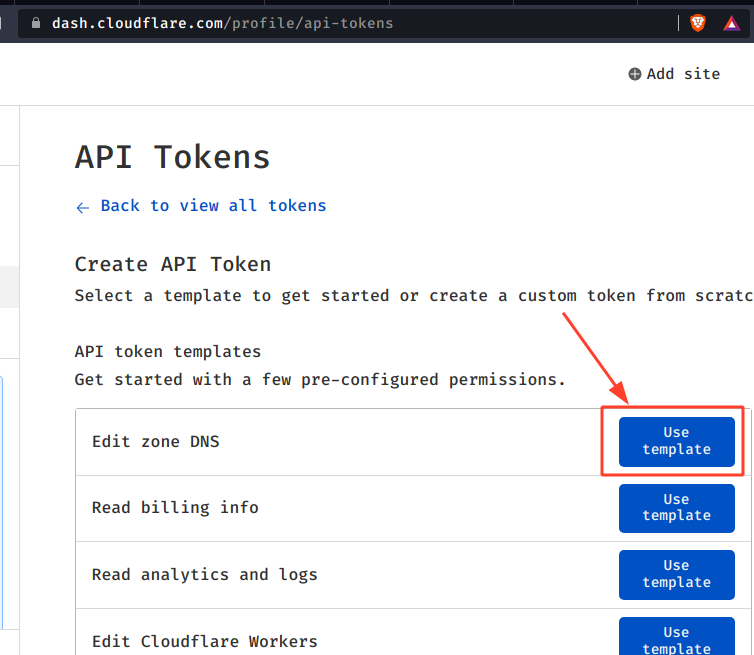 dash.cloudflare.com/profile/api-tokens
Add site
API Tokens
← Back to view all tokens
Create API Token
Select a template to get started or create a custom token from scratc
API token templates
Get started with a few pre-configured permissions.
Edit zone DNS
Use
template
Read billing info
Use
template
Read analytics and logs
Use
template
Edit Cloudflare Workers
Use
template